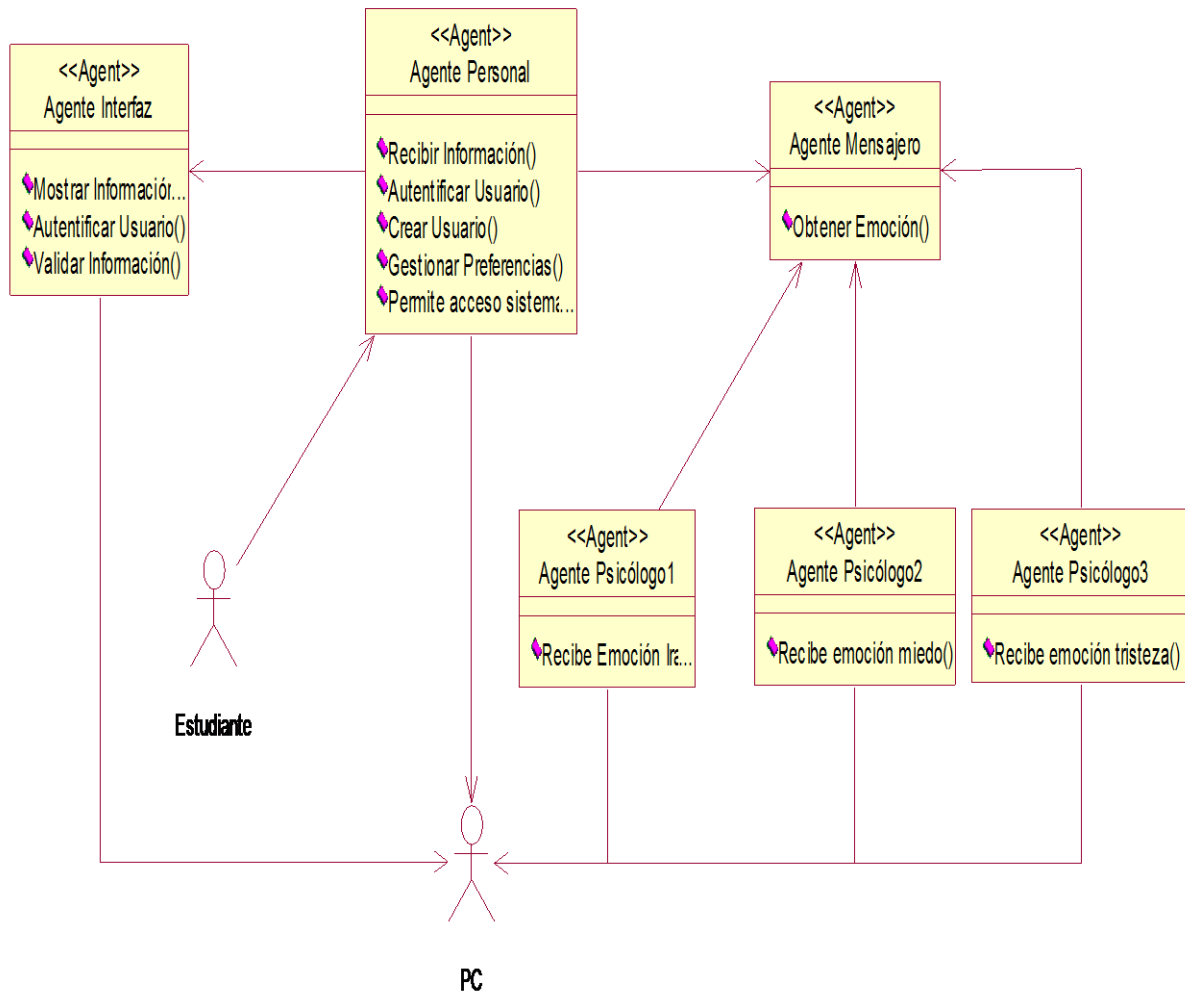 <<Agent>>
Agente Interfaz
Mostrar Información...
Autentificar Usuario()
Validar Información()
<<Agent>>
Agente Personal
Recibir Información()
Autentificar Usuario()
Crear Usuario()
Gestionar Preferencias()
Permite acceso sistema...
<<Agent>>
Agente Mensajero
Obtener Emoción()
<<Agent>>
Agente Psicólogo1
Recibe Emoción Ira...
<<Agent>>
Agente Psicólogo2
Recibe emoción miedo()
<<Agent>>
Agente Psicólogo3
Recibe emoción tristeza()
Estudiante
PC